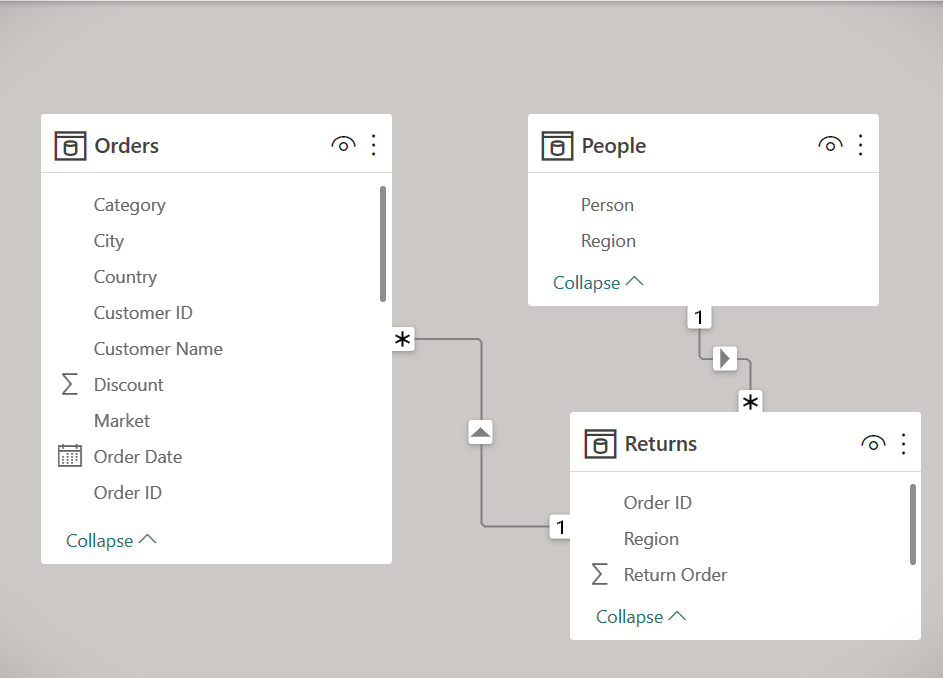 Orders
Category
City
Country
Customer ID
Customer Name
Discount
Market
Order Date
Order ID
Collapse
People
Person
Region
Collapse
*
1
1
*
Returns
Order ID
Region
Return Order
Collapse